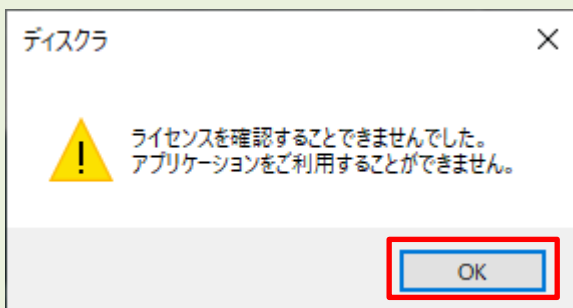 ディスクラ
ライセンスを確認することできませんでした。
アプリケーションをご利用することができません。
OK